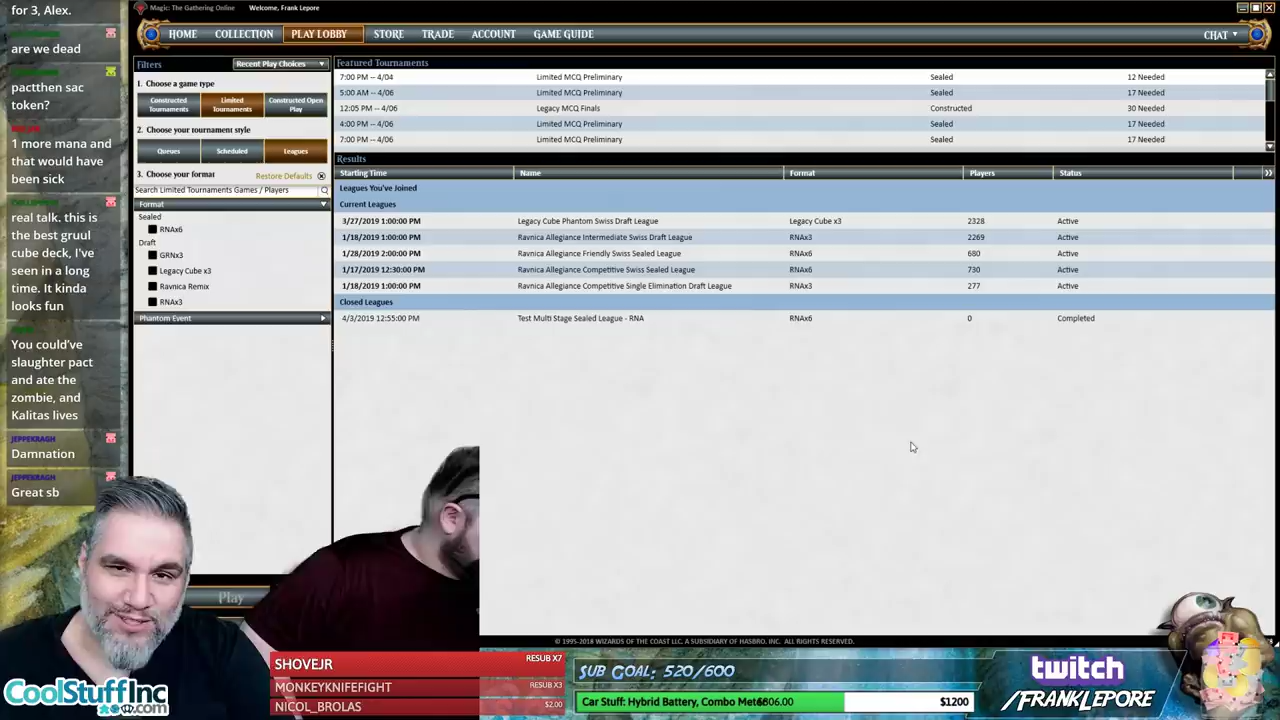 for 3, Alex.
are we dead
pactthen sac
token?
1 more mana and
that would have
been sick
real talk. this is
the best gruul
cube deck, I've
seen in a long
time. It kinda
looks fun
You could've
slaughter pact
and ate the
zombie, and
Kalitas lives
JEPPEKRAGH
Damnation
JEPPEKRAGH
Great sb
Magic: The Gathering Online Welcome, Frank Lepore
HOME COLLECTION PLAY LOBBY STORE TRADE ACCOUNT GAME GUIDE CHAT
Filters Recent Play Choices
1. Choose a game type
Constructed Tournaments Limited Tournaments Constructed Open Play
2. Choose your tournament style
Queues Scheduled Leagues
3. Choose your format
Restore Defaults
Search Limited Tournaments Games / Players
Format
Sealed
RNAx6
Draft
GRNx3
Legacy Cube x3
Ravnica Remix
RNAx3
Phantom Event
Play
Featured Tournaments
7:00 PM -- 4/04 Limited MCQ Preliminary Sealed 12 Needed
5:00 AM -- 4/06 Limited MCQ Preliminary Sealed 17 Needed
12:05 PM -- 4/06 Legacy MCQ Finals Constructed 30 Needed
4:00 PM -- 4/06 Limited MCQ Preliminary Sealed 17 Needed
7:00 PM -- 4/06 Limited MCQ Preliminary Sealed 17 Needed
Results
Starting Time Name Format Players Status
Leagues You've Joined
Current Leagues
3/27/2019 1:00:00 PM Legacy Cube Phantom Swiss Draft League Legacy Cube x3 2328 Active
1/18/2019 1:00:00 PM Ravnica Allegiance Intermediate Swiss Draft League RNAx3 2269 Active
1/28/2019 2:00:00 PM Ravnica Allegiance Friendly Swiss Sealed League RNAx6 680 Active
1/17/2019 12:30:00 PM Ravnica Allegiance Competitive Swiss Sealed League RNAx6 730 Active
1/18/2019 1:00:00 PM Ravnica Allegiance Competitive Single Elimination Draft League RNAx3 277 Active
Closed Leagues
4/3/2019 12:55:00 PM Test Multi Stage Sealed League - RNA RNAx6 0 Completed
© 1995-2018 WIZARDS OF THE COAST LLC, A SUBSIDIARY OF HASBRO, INC. ALL RIGHTS RESERVED.
CoolStuffInc
.com
SHOVEJR RESUB X7
MONKEYKNIFEFIGHT RESUB X3
NICOL_BROLAS $2.00
SUB GOAL: 520/600
Car Stuff: Hybrid Battery, Combo Mete $1200
twitch
/FRANKLEPORE